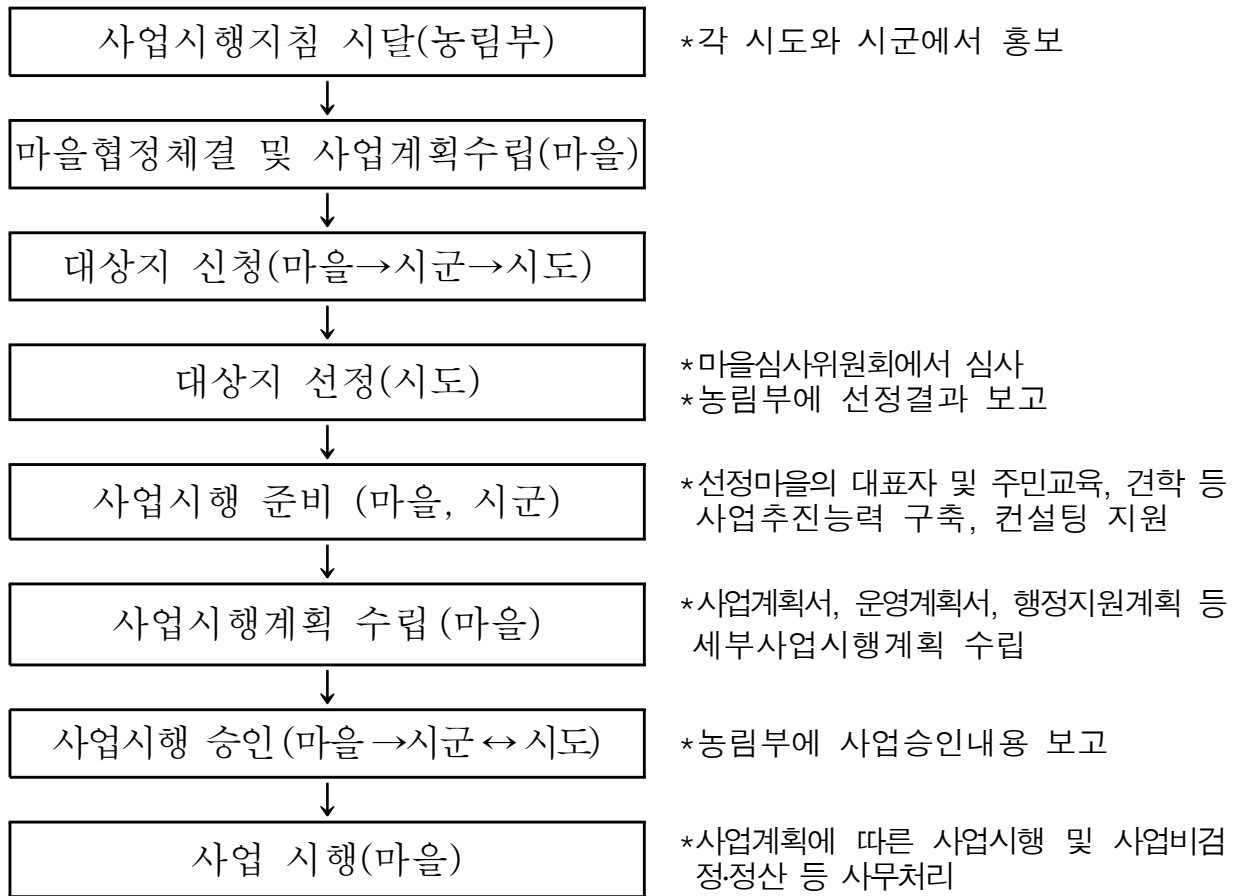 사업시행지침 시달(농림부)
*각 시도와 시군에서 홍보
↓
마을협정체결 및 사업계획수립(마을)
↓
대상지 신청(마을→시군→시도)
↓
대상지 선정(시도)
*마을심사위원회에서 심사
*농림부에 선정결과 보고
↓
사업시행 준비 (마을, 시군)
*선정마을의 대표자 및 주민교육, 견학 등
사업추진능력 구축, 컨설팅 지원
↓
사업시행계획 수립 (마을)
*사업계획서, 운영계획서, 행정지원계획 등
세부사업시행계획 수립
↓
사업시행 승인 (마을→시군↔시도)
*농림부에 사업승인내용 보고
↓
사업 시행(마을)
*사업계획에 따른 사업시행 및 사업비검
정·정산 등 사무처리